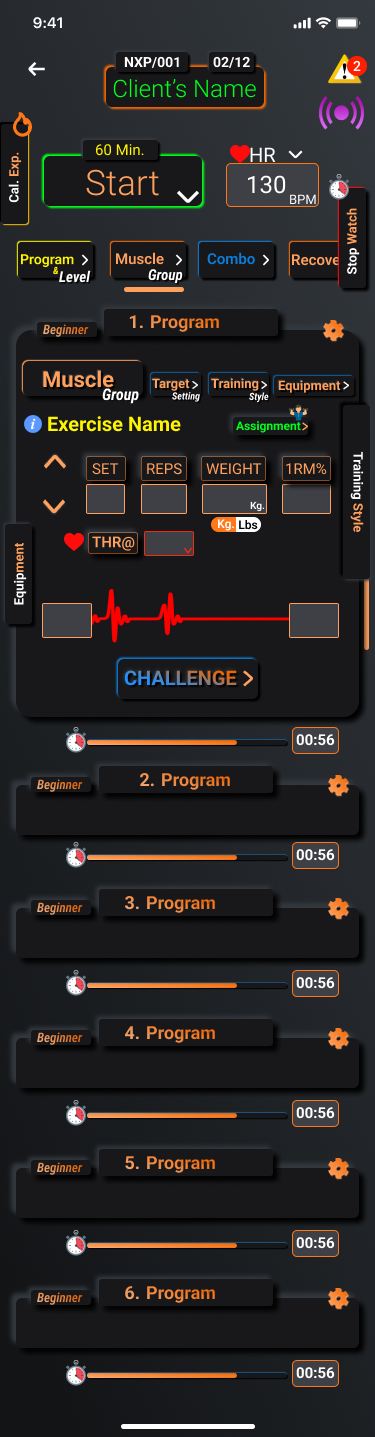 9:41
NXP/001 02/12
Client's Name
2
Cal. Exp.
60 Min.
Start
HR
130
BPM
Stop Watch
Program
&
Level
Muscle
Group
Combo
Recove
Beginner
1. Program
Muscle
Group
Target
Setting
Training
Style
Equipment
i
Exercise Name
Assignment
SET REPS WEIGHT 1RM%
Kg.
Kg. Lbs
THR@
Training Style
Equipment
CHALLENGE
00:56
Beginner
2. Program
00:56
Beginner
3. Program
00:56
Beginner
4. Program
00:56
Beginner
5. Program
00:56
Beginner
6. Program
00:56